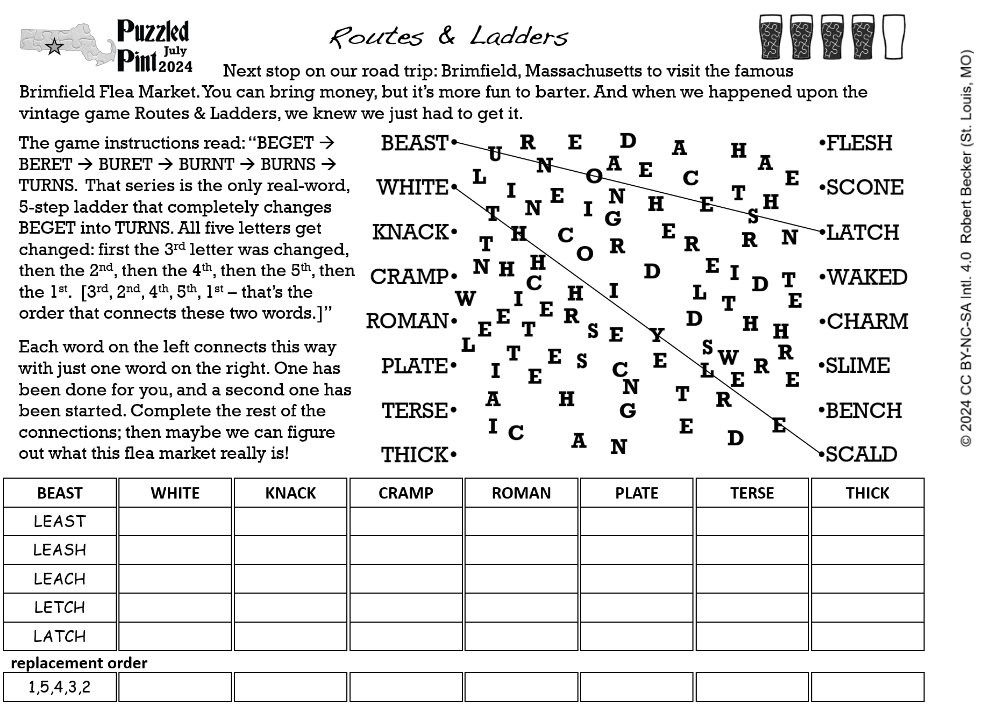 Puzzled
Pint July
2024
Routes & Ladders
Next stop on our road trip: Brimfield, Massachusetts to visit the famous
Brimfield Flea Market. You can bring money, but it's more fun to barter. And when we happened upon the
vintage game Routes & Ladders, we knew we just had to get it.
The game instructions read: "BEGET →
BERET → BURET → BURNT → BURNS →
TURNS. That series is the only real-word,
5-step ladder that completely changes
BEGET into TURNS. All five letters get
changed: first the 3rd letter was changed,
then the 2nd, then the 4th, then the 5th, then
the 1st. [3rd, 2nd, 4th, 5th, 1st – that's the
order that connects these two words.]"
Each word on the left connects this way
with just one word on the right. One has
been done for you, and a second one has
been started. Complete the rest of the
connections; then maybe we can figure
out what this flea market really is!
BEAST•
WHITE•
KNACK•
CRAMP•
ROMAN•
PLATE•
TERSE•
THICK•
U R E D A H
N O A E C A E
L I N E I N G H E T S H
T H N C O R E R R N
T N H H C H I D E I D T
W I E E R L T E
L E T S E Y D H H
I T E S C E S W R R
E N L E E
A H G T R
I C A N E D E
•FLESH
•SCONE
•LATCH
•WAKED
•CHARM
•SLIME
•BENCH
•SCALD
BEAST WHITE KNACK CRAMP ROMAN PLATE TERSE THICK
LEAST
LEASH
LEACH
LETCH
LATCH
replacement order
1,5,4,3,2
© 2024 CC BY-NC-SA Intl. 4.0 Robert Becker (St. Louis, MO)